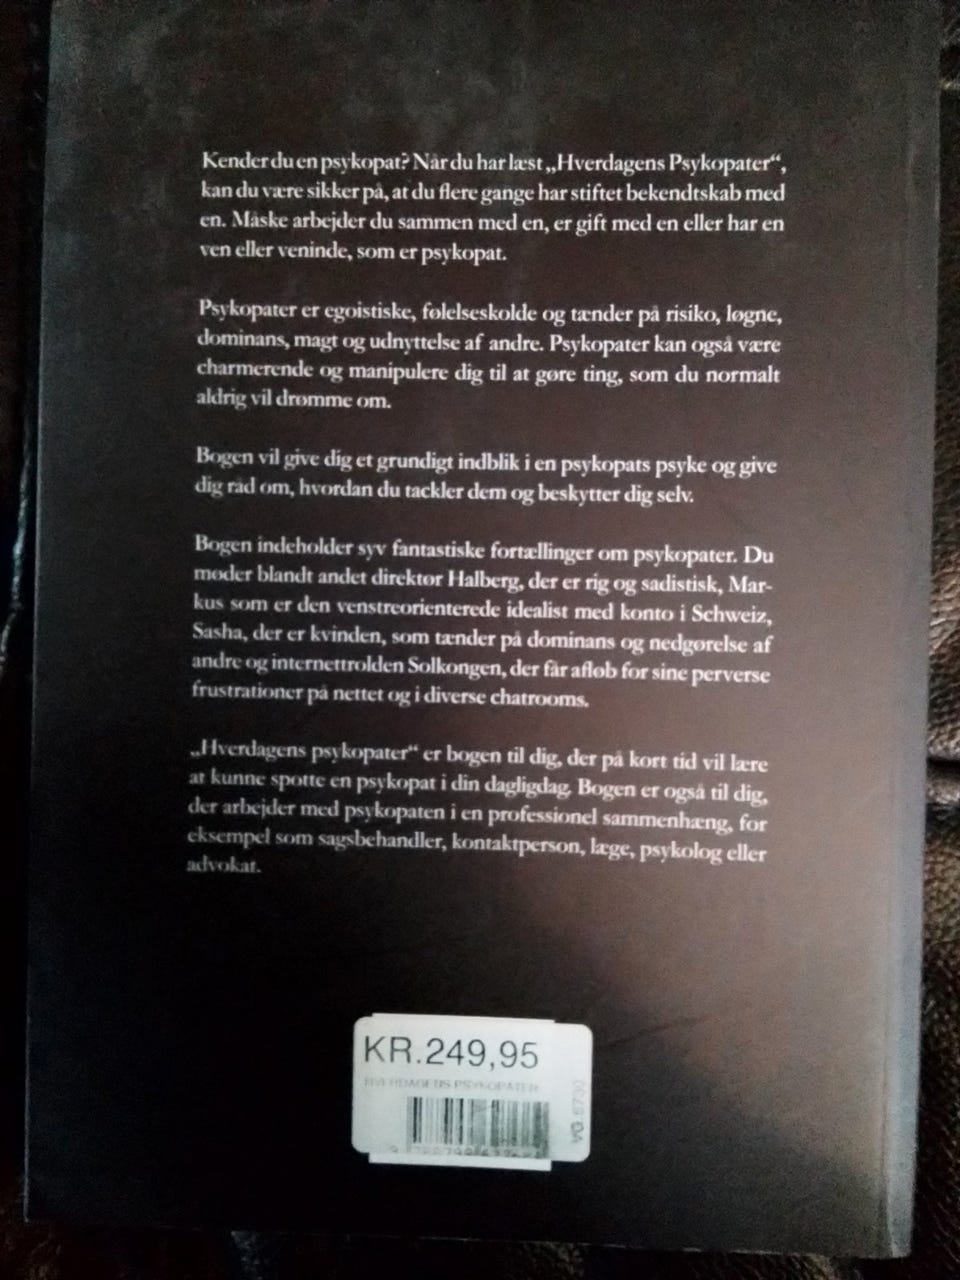 Kender du en psykopat? Når du har læst „Hverdagens Psykopater“,
kan du være sikker på, at du flere gange har stiftet bekendtskab med
en. Måske arbejder du sammen med en, er gift med en eller har en
ven eller veninde, som er psykopat.
Psykopater er egoistiske, følelseskolde og tænder på risiko, løgne,
dominans, magt og udnyttelse af andre. Psykopater kan også være
charmerende og manipulere dig til at gøre ting, som du normalt
aldrig vil drømme om.
Bogen vil give dig et grundigt indblik i en psykopats psyke og give
dig råd om, hvordan du tackler dem og beskytter dig selv.
Bogen indeholder syv fantastiske fortællinger om psykopater. Du
møder blandt andet direktør Halberg, der er rig og sadistisk, Mar-
kus som er den venstreorienterede idealist med konto i Schweiz,
Sasha, der er kvinden, som tænder på dominans og nedgørelse af
andre og internettrolden Solkongen, der får afløb for sine perverse
frustrationer på nettet og i diverse chatrooms.
„Hverdagens psykopater“ er bogen til dig, der på kort tid vil lære
at kunne spotte en psykopat i din dagligdag. Bogen er også til dig,
der arbejder med psykopaten i en professionel sammenhæng, for
eksempel som sagsbehandler, kontaktperson, læge, psykolog eller
advokat.
KR.249,95
HVERDAGENS PSYKOPATER